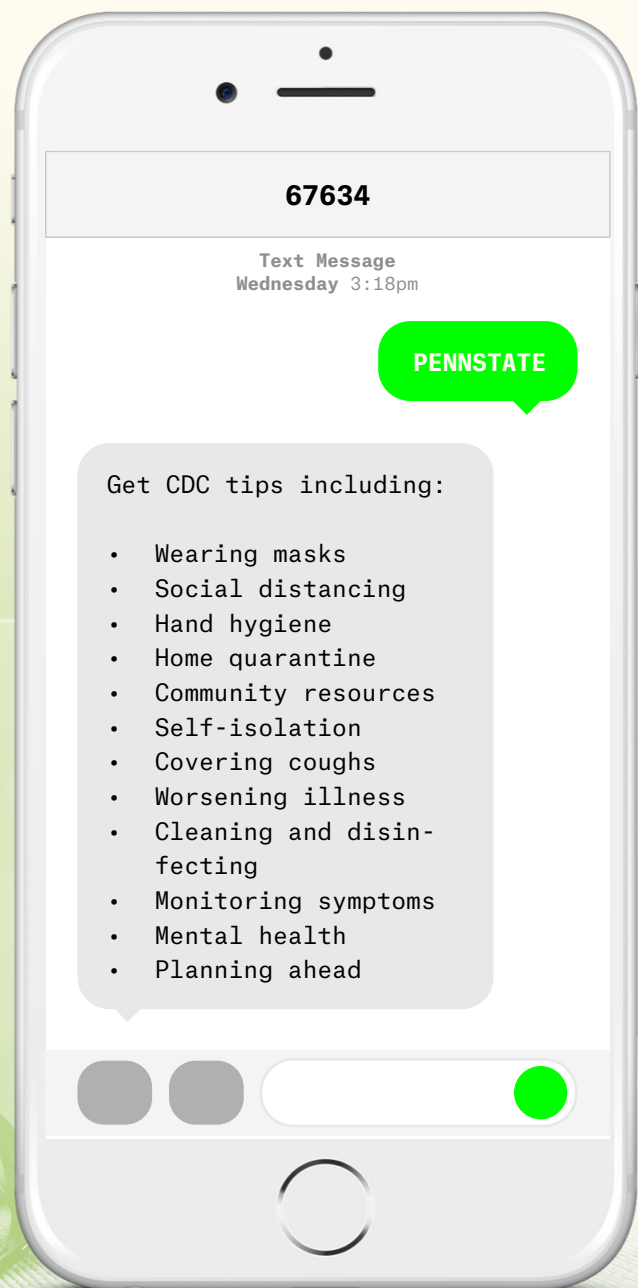 67634
Text Message
Wednesday 3:18pm
PENNSTATE
Get CDC tips including:
• Wearing masks
• Social distancing
• Hand hygiene
• Home quarantine
• Community resources
• Self-isolation
• Covering coughs
• Worsening illness
• Cleaning and disin-
fecting
• Monitoring symptoms
• Mental health
• Planning ahead